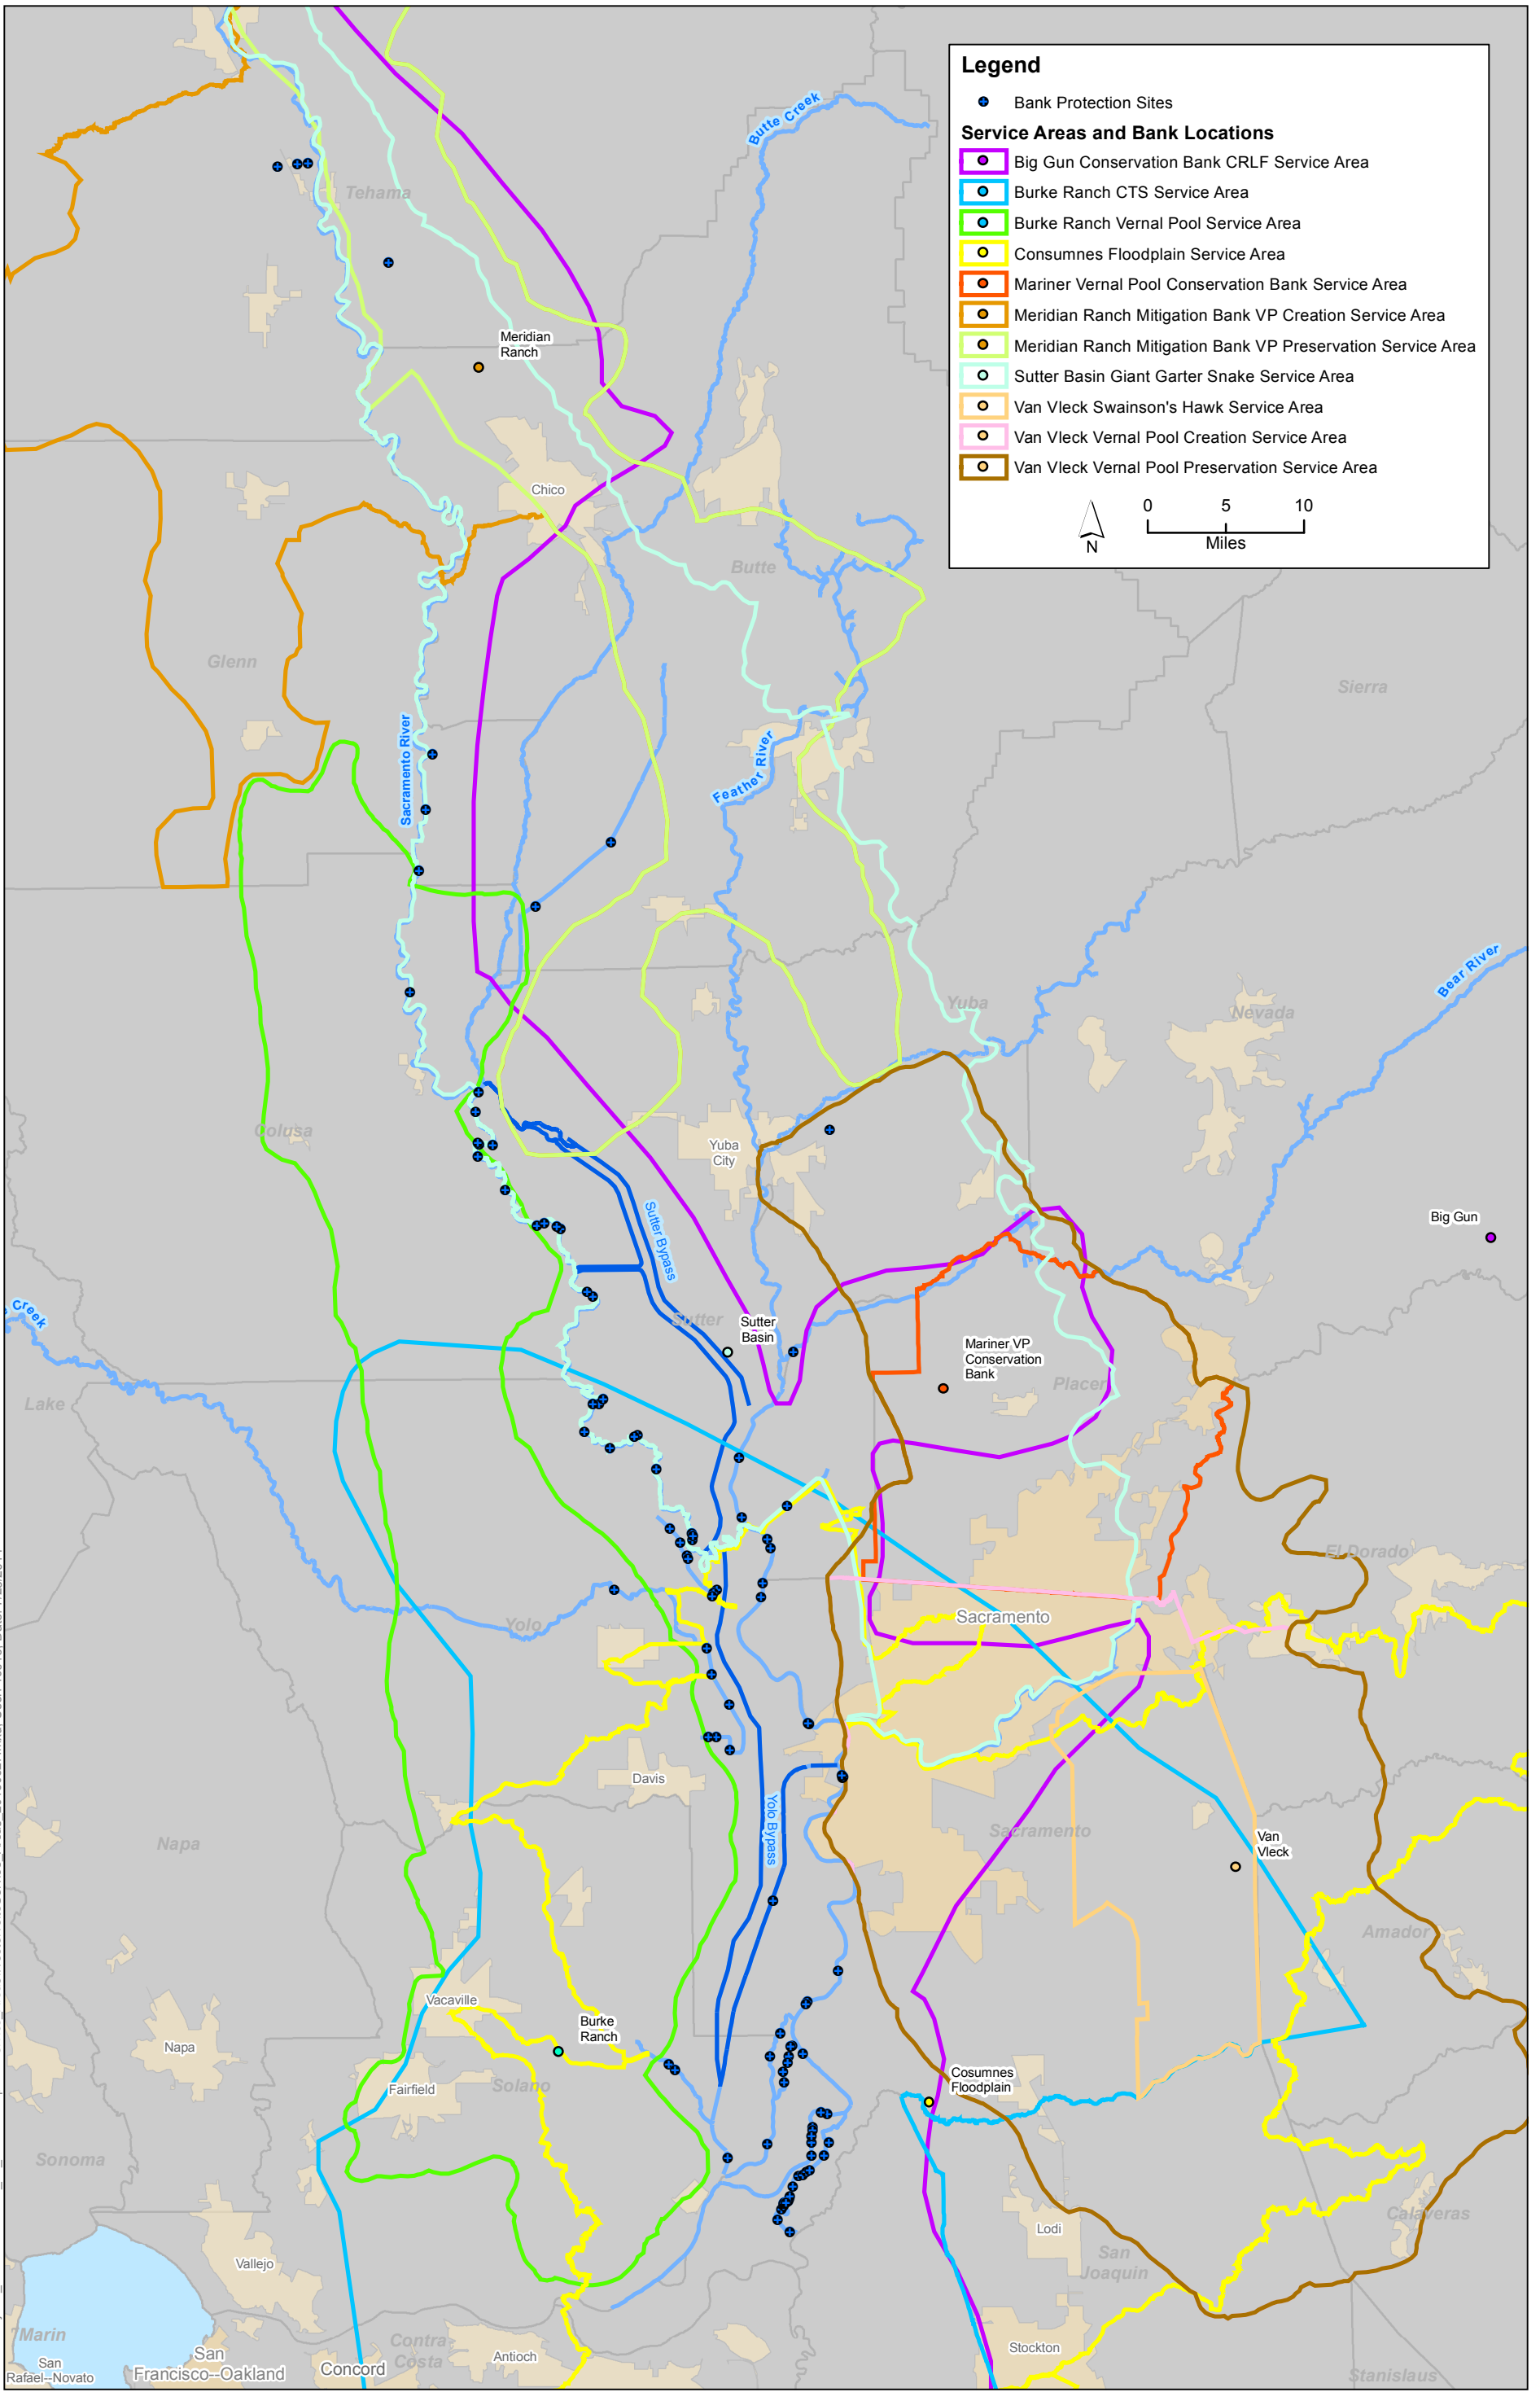 Legend
Bank Protection Sites
Service Areas and Bank Locations
Big Gun Conservation Bank CRLF Service Area
Burke Ranch CTS Service Area
Burke Ranch Vernal Pool Service Area
Consumnes Floodplain Service Area
Mariner Vernal Pool Conservation Bank Service Area
Meridian Ranch Mitigation Bank VP Creation Service Area
Meridian Ranch Mitigation Bank VP Preservation Service Area
Sutter Basin Giant Garter Snake Service Area
Van Vleck Swainson's Hawk Service Area
Van Vleck Vernal Pool Creation Service Area
Van Vleck Vernal Pool Preservation Service Area
0 5 10
Miles
N
Butte Creek
Tehama
Meridian
Ranch
Chico
Butte
Glenn
Sierra
Sacramento River
Feather River
Yuba
Nevada
Bear River
Colusa
Yuba
City
Sutter Bypass
Big Gun
Creek
Sutter
Sutter
Basin
Mariner VP
Conservation
Bank
Placer
Lake
El Dorado
Yolo
Sacramento
Davis
Yolo Bypass
Napa
Sacramento
Van
Vleck
Amador
Vacaville
Burke
Ranch
Napa
Fairfield
Solano
Cosumnes
Floodplain
Sonoma
Lodi
Calaveras
San
Joaquin
Vallejo
Marin
San
Rafael--Novato
San
Francisco--Oakland
Concord
Contra
Costa
Antioch
Stockton
Stanislaus